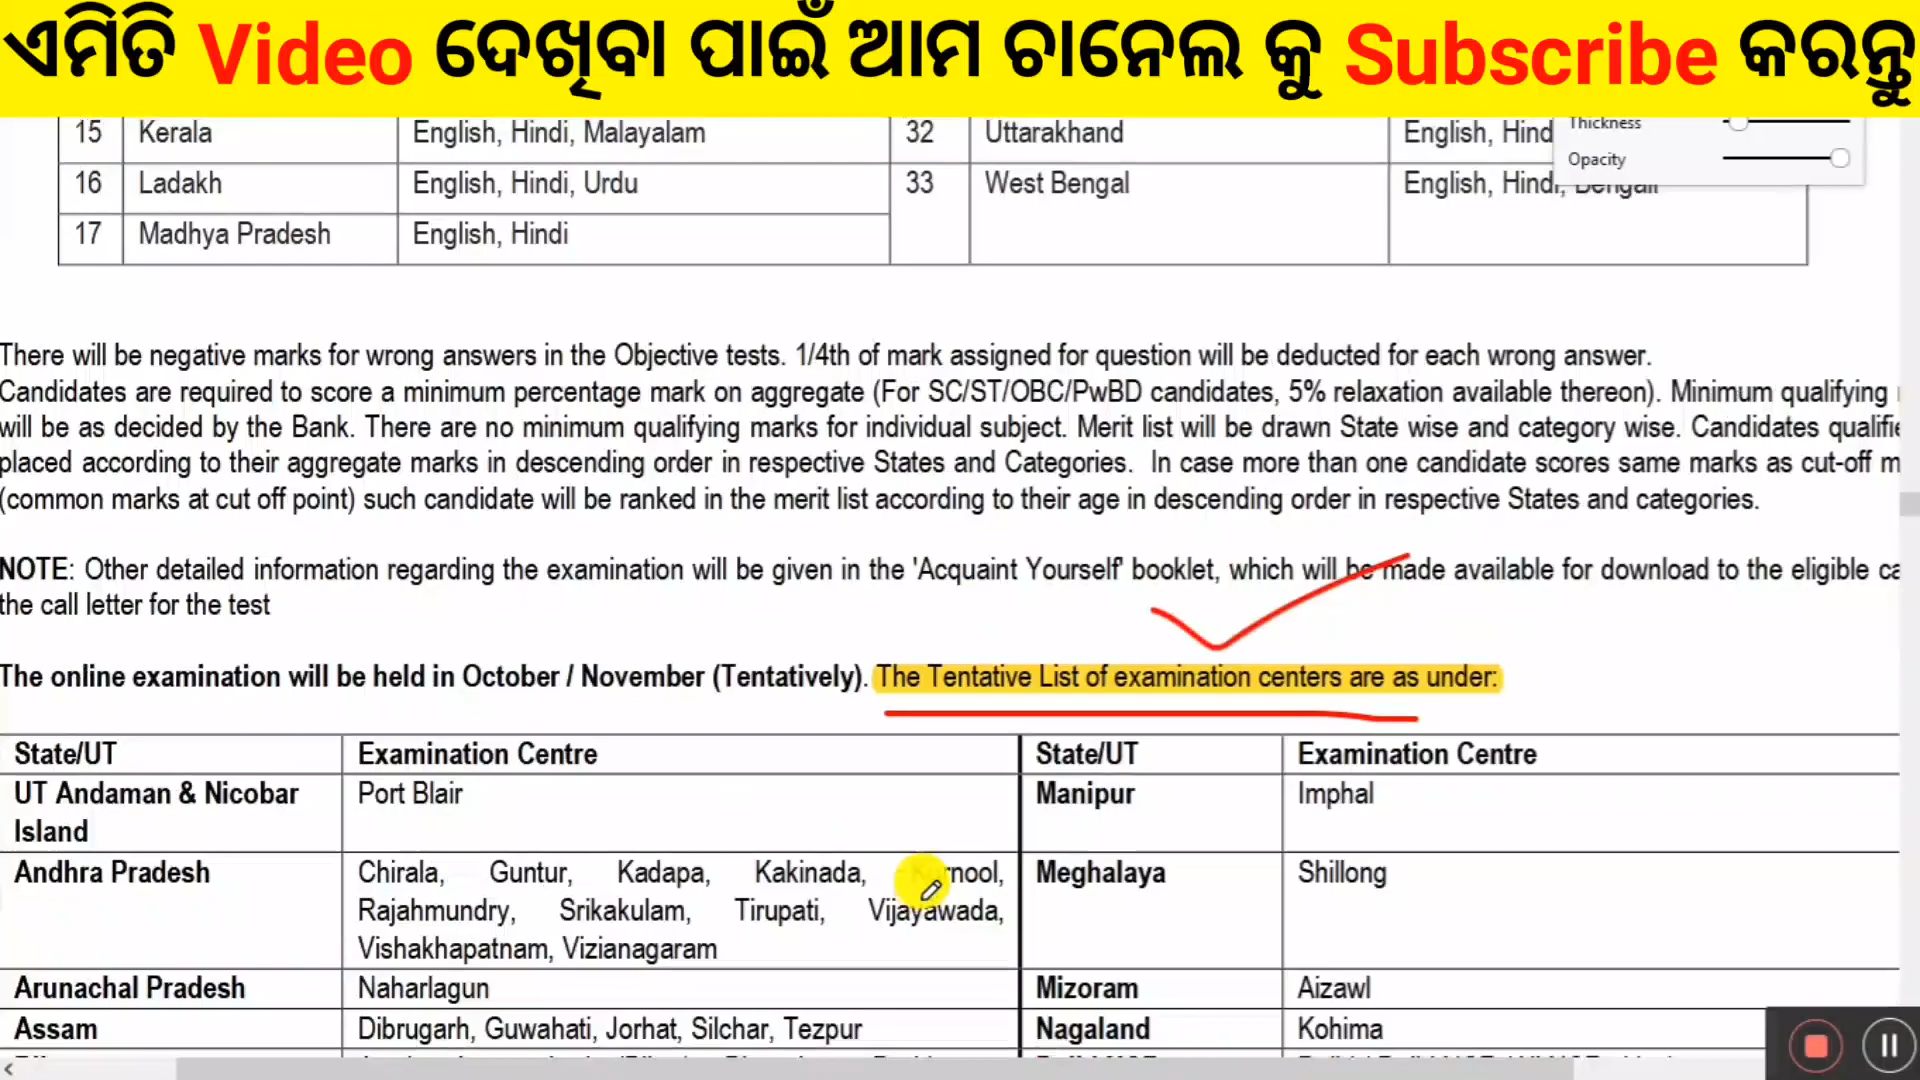 ଏମିତି Video ଦେଖିବା ପାଇଁ ଆମ ଚାନେଲ କୁ Subscribe କରନ୍ତୁ
Thickness
Opacity
15 Kerala English, Hindi, Malayalam 32 Uttarakhand English, Hind
16 Ladakh English, Hindi, Urdu 33 West Bengal English, Hindi, Bengali
17 Madhya Pradesh English, Hindi
There will be negative marks for wrong answers in the Objective tests. 1/4th of mark assigned for question will be deducted for each wrong answer.
Candidates are required to score a minimum percentage mark on aggregate (For SC/ST/OBC/PwBD candidates, 5% relaxation available thereon). Minimum qualifying
will be as decided by the Bank. There are no minimum qualifying marks for individual subject. Merit list will be drawn State wise and category wise. Candidates qualifie
placed according to their aggregate marks in descending order in respective States and Categories. In case more than one candidate scores same marks as cut-off m
(common marks at cut off point) such candidate will be ranked in the merit list according to their age in descending order in respective States and categories.
NOTE: Other detailed information regarding the examination will be given in the 'Acquaint Yourself' booklet, which will be made available for download to the eligible ca
the call letter for the test
The online examination will be held in October / November (Tentatively). The Tentative List of examination centers are as under:
State/UT Examination Centre State/UT Examination Centre
UT Andaman & Nicobar Port Blair Manipur Imphal
Island
Andhra Pradesh Chirala, Guntur, Kadapa, Kakinada, Kurnool, Meghalaya Shillong
Rajahmundry, Srikakulam, Tirupati, Vijayawada,
Vishakhapatnam, Vizianagaram
Arunachal Pradesh Naharlagun Mizoram Aizawl
Assam Dibrugarh, Guwahati, Jorhat, Silchar, Tezpur Nagaland Kohima